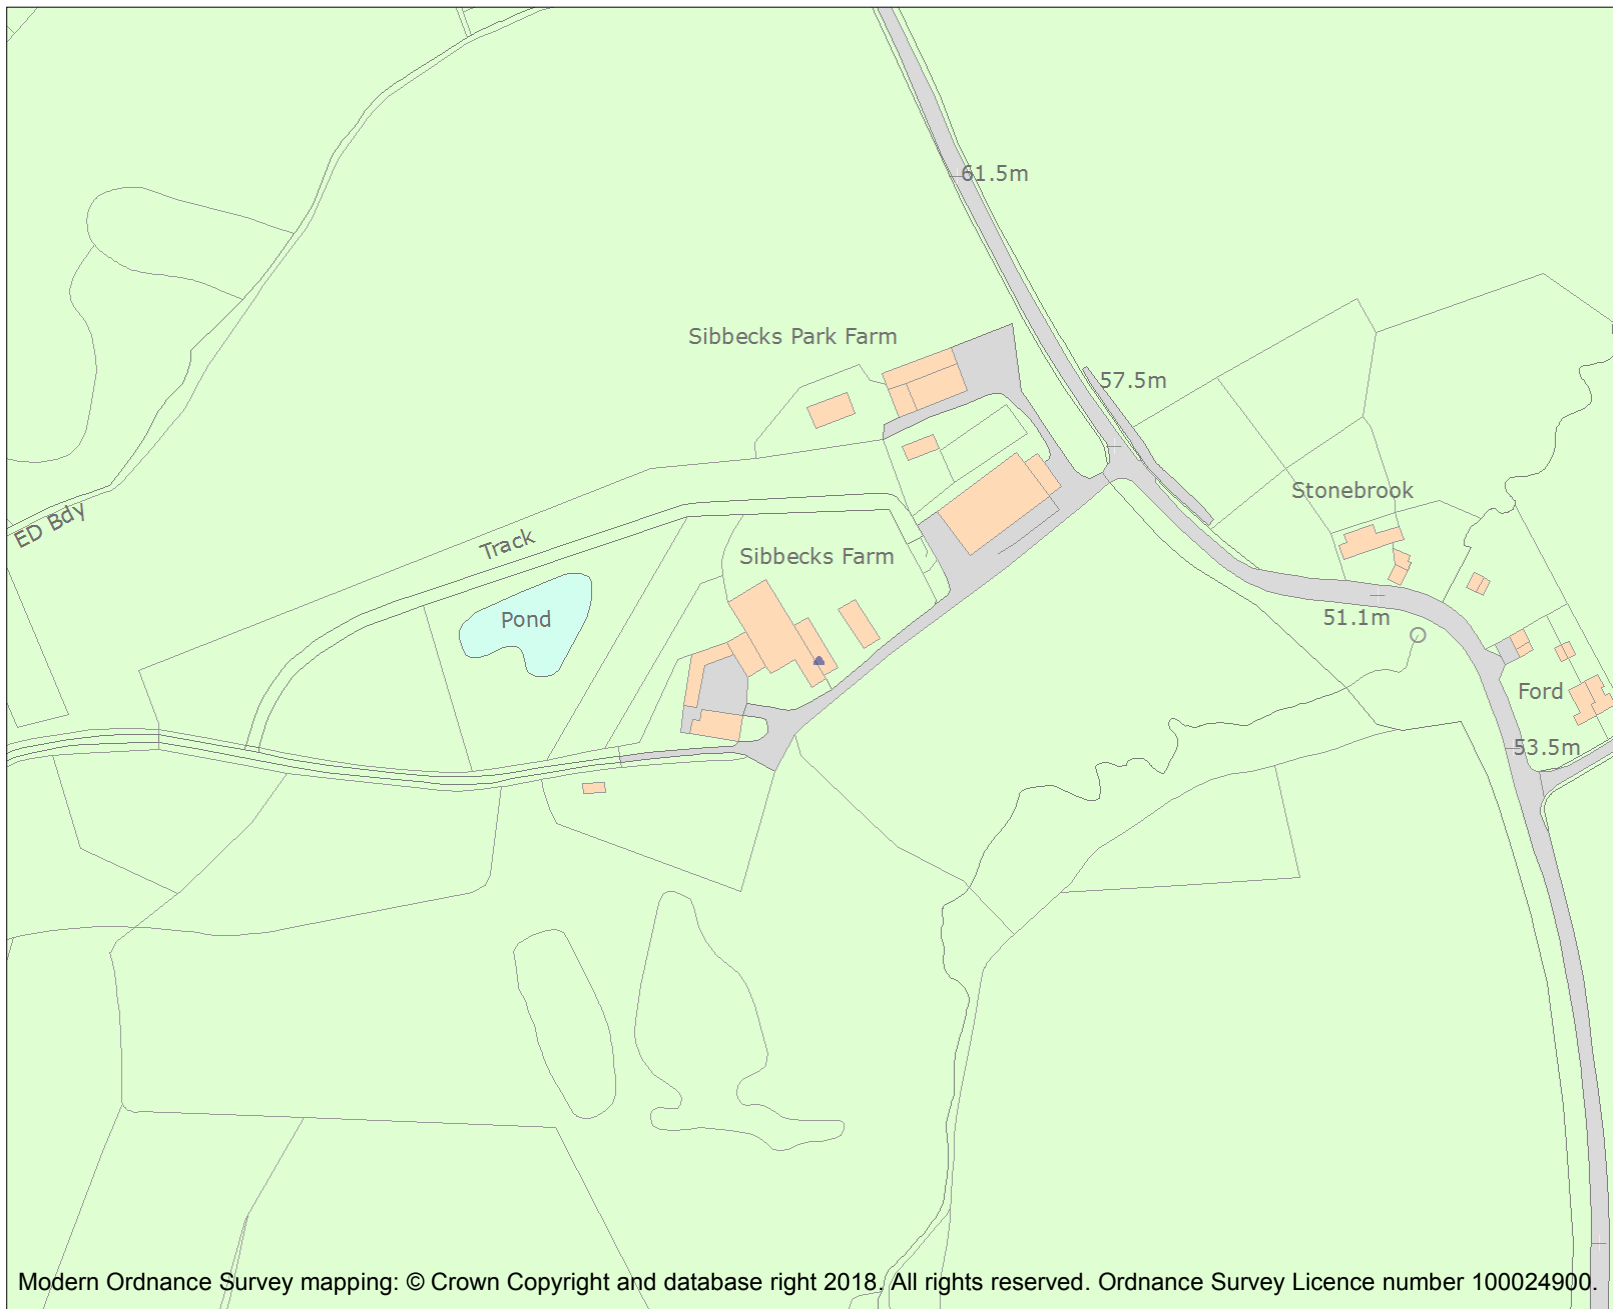 61.5m
Sibbecks Park Farm
57.5m
Stonebrook
ED Bdy
Track
Sibbecks Farm
Pond
51.1m
Ford
53.5m
Modern Ordnance Survey mapping: © Crown Copyright and database right 2018. All rights reserved. Ordnance Survey Licence number 100024900.